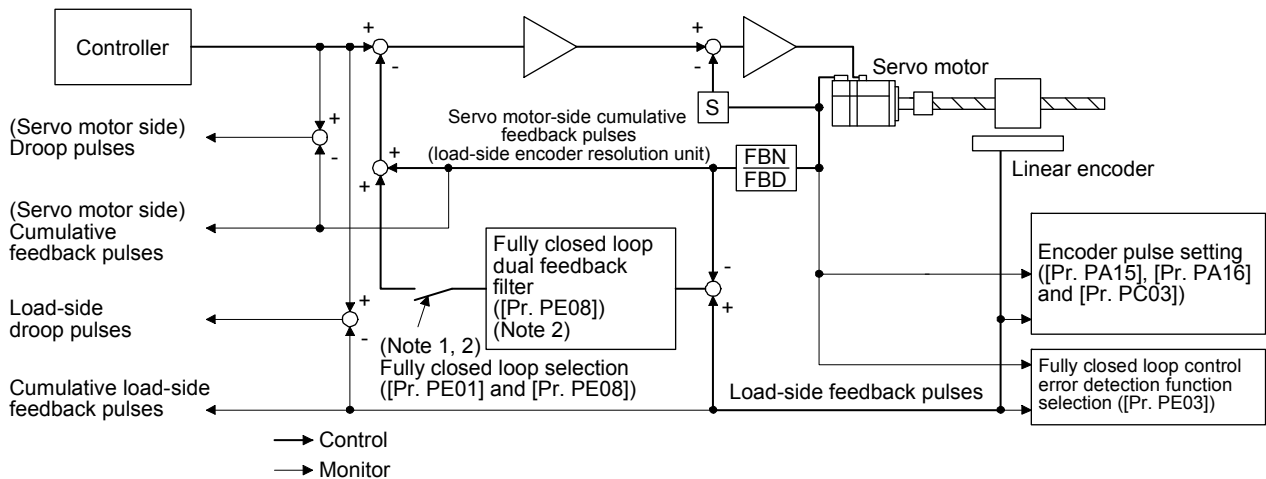 Controller
+
-
+
-
Servo motor
S
(Servo motor side)
Droop pulses
+
-
Servo motor-side cumulative
feedback pulses
(load-side encoder resolution unit)
+
+
FBN
FBD
Linear encoder
(Servo motor side)
Cumulative
feedback pulses
Fully closed loop
dual feedback
filter
([Pr. PE08])
(Note 2)
-
+
Encoder pulse setting
([Pr. PA15], [Pr. PA16]
and [Pr. PC03])
Load-side
droop pulses
+
-
(Note 1, 2)
Fully closed loop selection
([Pr. PE01] and [Pr. PE08])
Fully closed loop control
error detection function
selection ([Pr. PE03])
Cumulative load-side
feedback pulses
Load-side feedback pulses
Control
Monitor